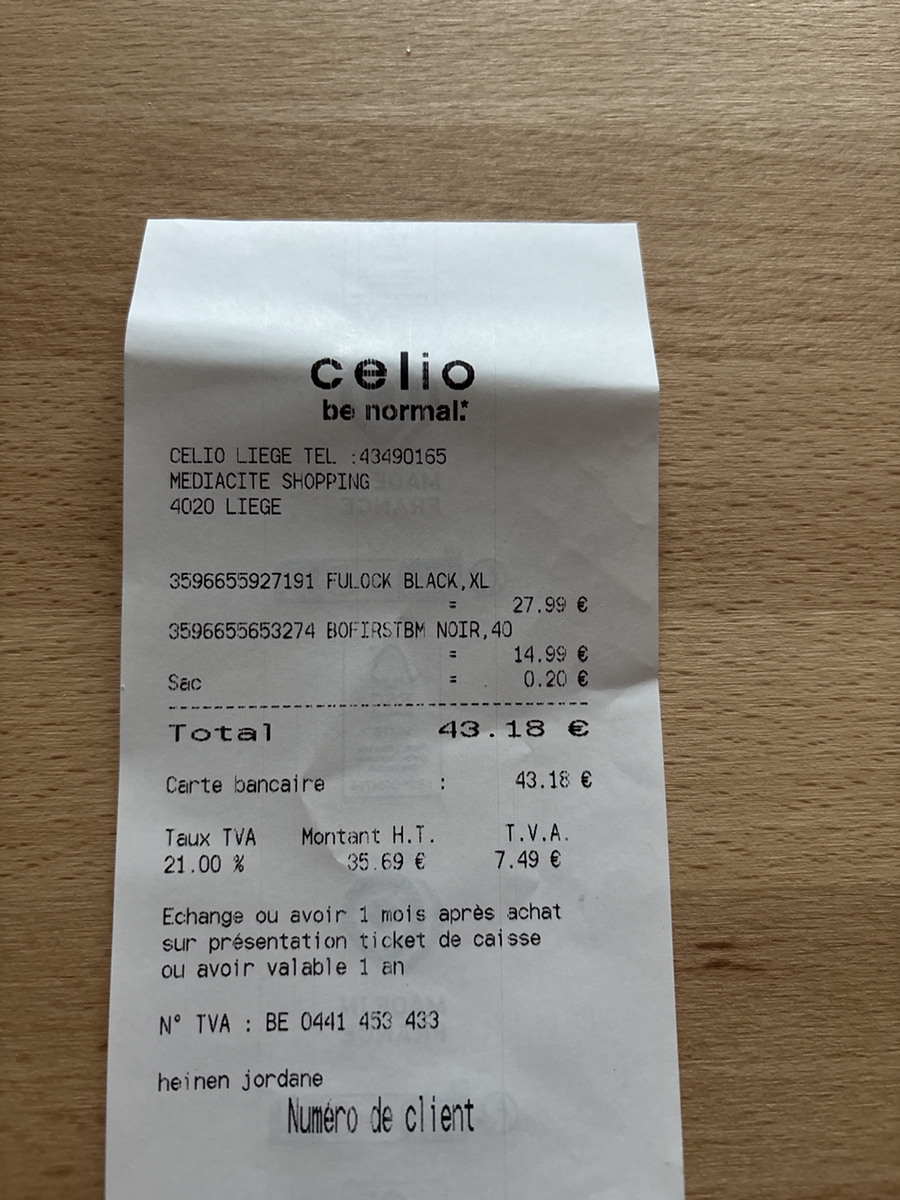 celio
be normal.*
CELIO LIEGE TEL :43490165
MEDIACITE SHOPPING
4020 LIEGE
3596655927191 FULOCK BLACK,XL
= 27.99 €
3596655653274 BOFIRSTBM NOIR,40
= 14.99 €
Sac = 0.20 €
Total 43.18 €
Carte bancaire : 43.18 €
Taux TVA Montant H.T. T.V.A.
21.00 % 35.69 € 7.49 €
Echange ou avoir 1 mois après achat
sur présentation ticket de caisse
ou avoir valable 1 an
N° TVA : BE 0441 453 433
heinen jordane
Numéro de client